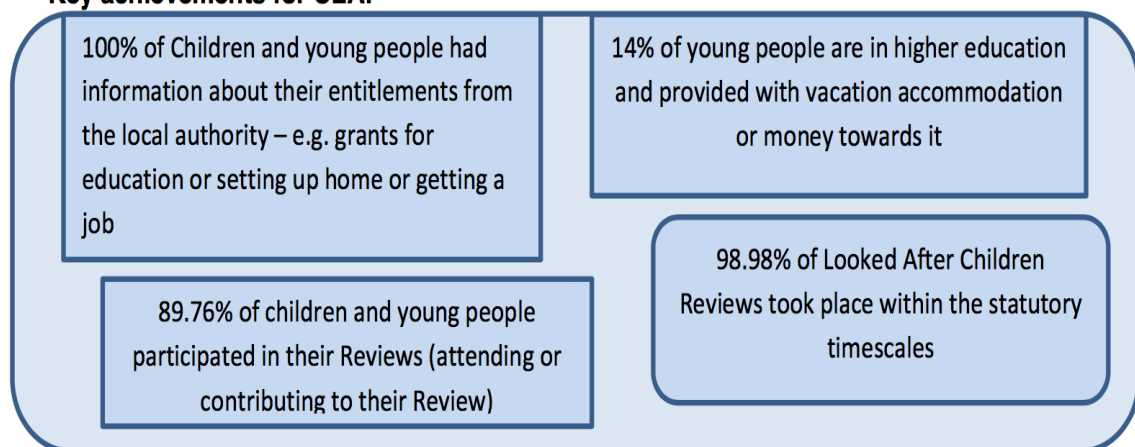 100% of Children and young people had
information about their entitlements from
the local authority – e.g. grants for
education or setting up home or getting a
job
14% of young people are in higher education
and provided with vacation accommodation
or money towards it
98.98% of Looked After Children
Reviews took place within the statutory
timescales
89.76% of children and young people
participated in their Reviews (attending or
contributing to their Review)